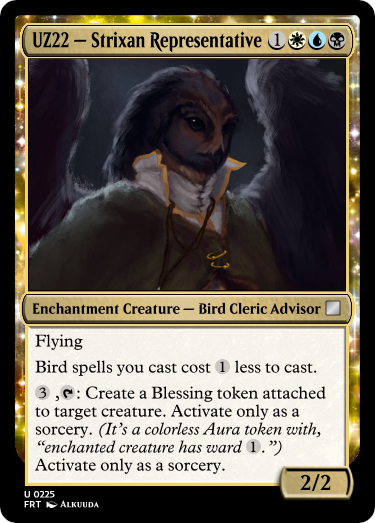 UZ22 — Strixan Representative 1
Enchantment Creature — Bird Cleric Advisor
Flying
Bird spells you cast cost 1 less to cast.
3 , : Create a Blessing token attached
to target creature. Activate only as a
sorcery. (It's a colorless Aura token with,
"enchanted creature has ward 1.")
Activate only as a sorcery.
2/2
U 0225
FRT Alkuuda